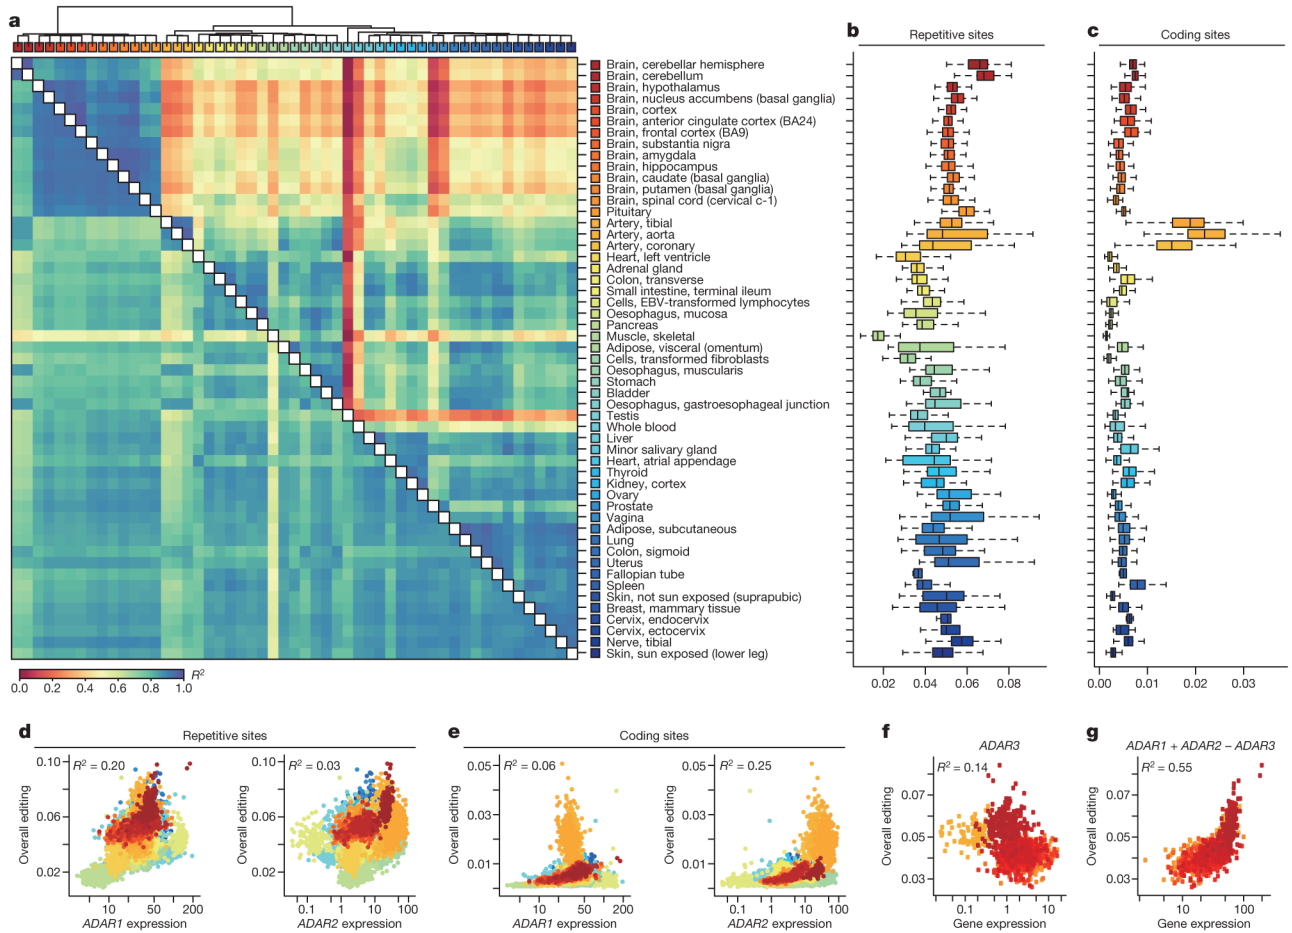 a
b
Repetitive sites
c
Coding sites
Brain, cerebellar hemisphere
Brain, cerebellum
Brain, hypothalamus
Brain, nucleus accumbens (basal ganglia)
Brain, cortex
Brain, anterior cingulate cortex (BA24)
Brain, frontal cortex (BA9)
Brain, substantia nigra
Brain, amygdala
Brain, hippocampus
Brain, caudate (basal ganglia)
Brain, putamen (basal ganglia)
Brain, spinal cord (cervical c-1)
Pituitary
Artery, tibial
Artery, aorta
Artery, coronary
Heart, left ventricle
Adrenal gland
Colon, transverse
Small intestine, terminal ileum
Cells, EBV-transformed lymphocytes
Oesophagus, mucosa
Pancreas
Muscle, skeletal
Adipose, visceral (omentum)
Cells, transformed fibroblasts
Oesophagus, muscularis
Stomach
Bladder
Oesophagus, gastroesophageal junction
Testis
Whole blood
Liver
Minor salivary gland
Heart, atrial appendage
Thyroid
Kidney, cortex
Ovary
Prostate
Vagina
Adipose, subcutaneous
Lung
Colon, sigmoid
Uterus
Fallopian tube
Spleen
Skin, not sun exposed (suprapubic)
Breast, mammary tissue
Cervix, endocervix
Cervix, ectocervix
Nerve, tibial
Skin, sun exposed (lower leg)
R²
0.0 0.2 0.4 0.6 0.8 1.0
0.02 0.04 0.06 0.08
0.00 0.01 0.02 0.03
d
Repetitive sites
R² = 0.20
Overall editing
0.10
0.06
0.02
10 50 200
ADAR1 expression
R² = 0.03
Overall editing
0.10
0.06
0.02
0.1 1 10 100
ADAR2 expression
e
Coding sites
R² = 0.06
Overall editing
0.05
0.03
0.01
10 50 200
ADAR1 expression
R² = 0.25
Overall editing
0.05
0.03
0.01
0.1 1 10 100
ADAR2 expression
f
ADAR3
R² = 0.14
Overall editing
0.07
0.05
0.03
0.1 1 10
Gene expression
g
ADAR1 + ADAR2 − ADAR3
R² = 0.55
Overall editing
0.07
0.05
0.03
10 100
Gene expression